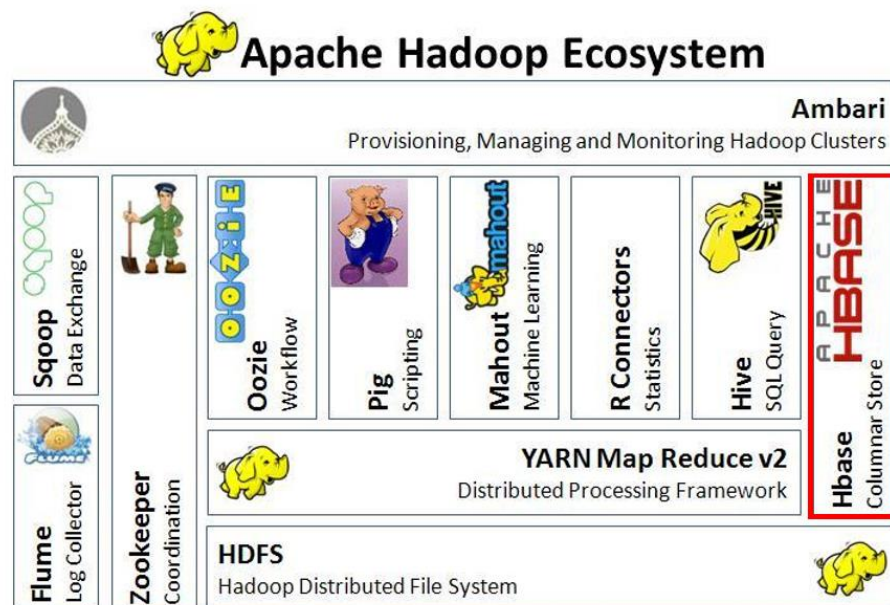 Apache Hadoop Ecosystem
Ambari
Provisioning, Managing and Monitoring Hadoop Clusters
sqoop
Sqoop
Data Exchange
FLUME
Flume
Log Collector
Zookeeper
Coordination
OOZIE
Oozie
Workflow
Pig
Scripting
mahout
Mahout
Machine Learning
R Connectors
Statistics
HIVE
Hive
SQL Query
APACHE
HBASE
Hbase
Columnar Store
YARN Map Reduce v2
Distributed Processing Framework
HDFS
Hadoop Distributed File System